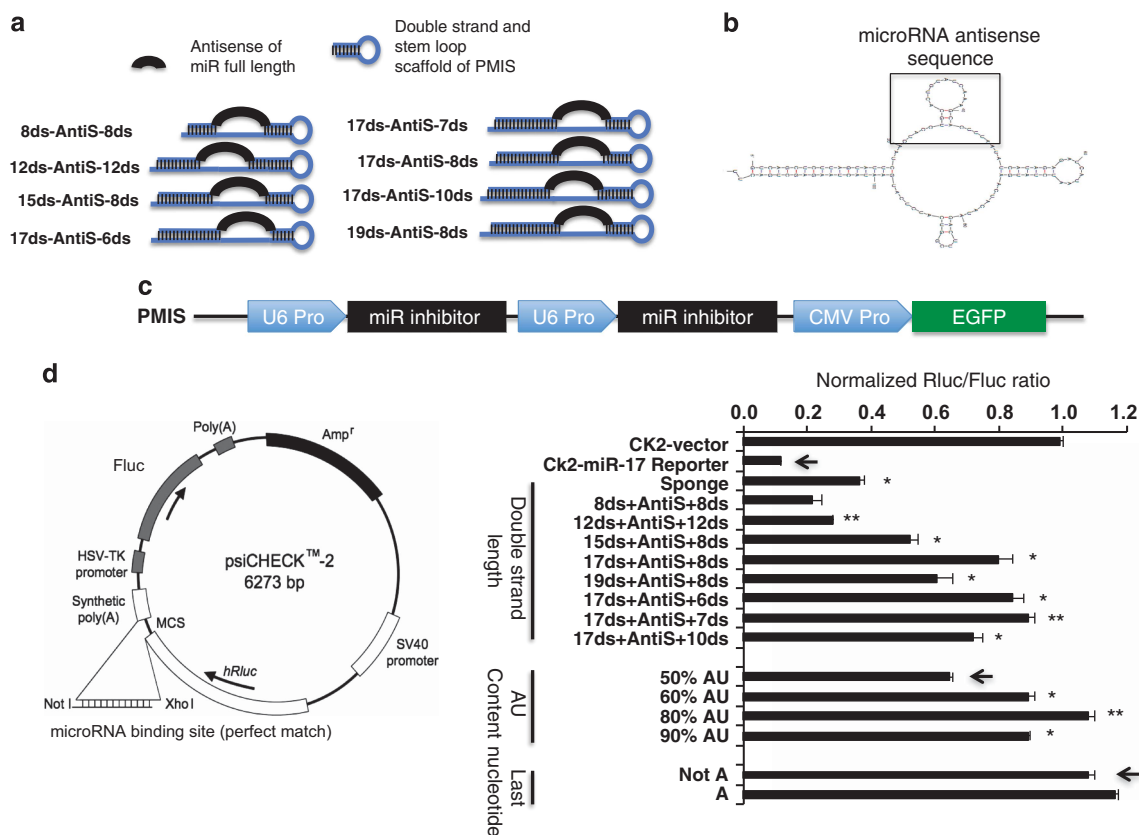 a
Antisense of
miR full length
Double strand and
stem loop
scaffold of PMIS
8ds-AntiS-8ds
12ds-AntiS-12ds
15ds-AntiS-8ds
17ds-AntiS-6ds
17ds-AntiS-7ds
17ds-AntiS-8ds
17ds-AntiS-10ds
19ds-AntiS-8ds
b
microRNA antisense
sequence
c
PMIS
U6 Pro
miR inhibitor
U6 Pro
miR inhibitor
CMV Pro
EGFP
d
Poly(A)
Ampr
Fluc
HSV-TK
promoter
psiCHECK™-2
6273 bp
Synthetic
poly(A)
MCS
SV40
promoter
hRluc
Not I
Xho I
microRNA binding site (perfect match)
Normalized Rluc/Fluc ratio
0.0 0.2 0.4 0.6 0.8 1.0 1.2
CK2-vector
Ck2-miR-17 Reporter
Sponge *
8ds+AntiS+8ds
12ds+AntiS+12ds **
15ds+AntiS+8ds *
17ds+AntiS+8ds *
19ds+AntiS+8ds *
17ds+AntiS+6ds *
17ds+AntiS+7ds **
17ds+AntiS+10ds *
Double strand
length
50% AU
60% AU *
80% AU **
90% AU *
AU
Content
Not A
A
Last
nucleotide